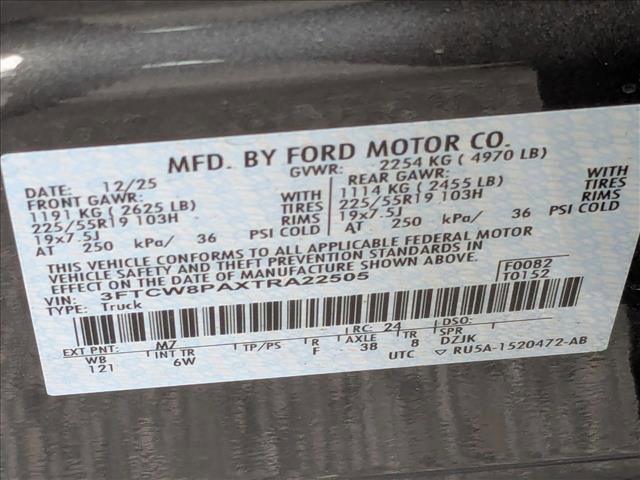 MFD. BY FORD MOTOR CO.
DATE: 12/25 GVWR: 2254 KG ( 4970 LB)
FRONT GAWR: WITH REAR GAWR: WITH
1191 KG ( 2625 LB) TIRES 1114 KG ( 2455 LB) TIRES
225/55R19 103H RIMS 225/55R19 103H RIMS
19x7.5J 19x7.5J
AT 250 kPa/ 36 PSI COLD AT 250 kPa/ 36 PSI COLD
THIS VEHICLE CONFORMS TO ALL APPLICABLE FEDERAL MOTOR
VEHICLE SAFETY AND THEFT PREVENTION STANDARDS IN
EFFECT ON THE DATE OF MANUFACTURE SHOWN ABOVE.
VIN: 3FTCW8PAXTRA22505 F0082
TYPE: Truck T0152
EXT PNT: M7 RC: 24 DSO:
WB INT TR TP/PS R AXLE TR SPR
121 6W F 38 8 DZJK
UTC ▽ RU5A-1520472-AB